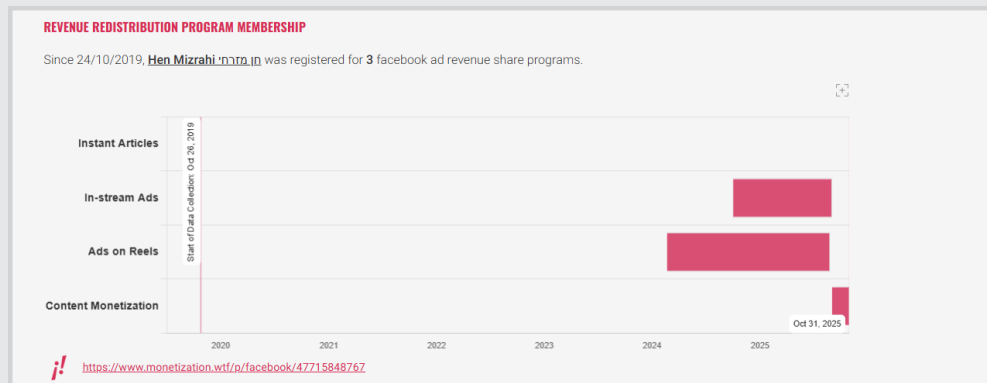 REVENUE REDISTRIBUTION PROGRAM MEMBERSHIP
Since 24/10/2019, Hen Mizrahi חן מזרחי was registered for 3 facebook ad revenue share programs.
Start of Data Collection: Oct 26, 2019
Instant Articles
In-stream Ads
Ads on Reels
Content Monetization
Oct 31, 2025
2020
2021
2022
2023
2024
2025
¡! https://www.monetization.wtf/p/facebook/47715848767